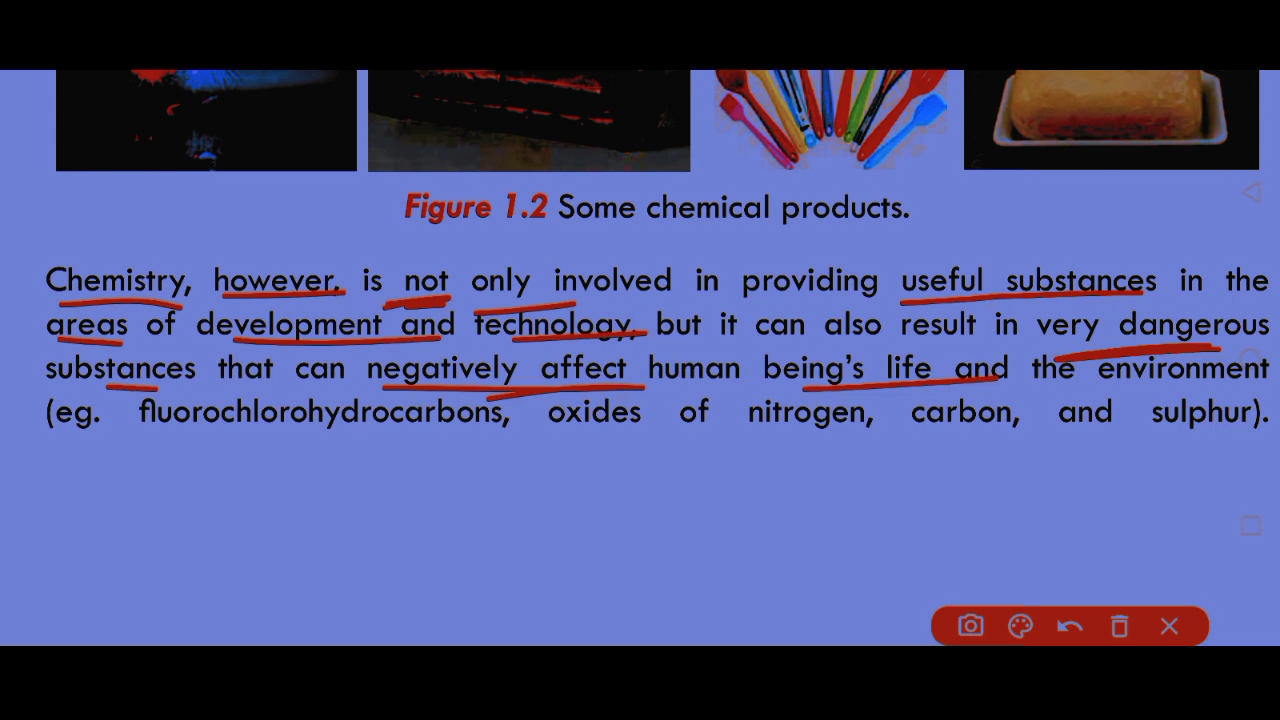 Figure 1.2 Some chemical products.
Chemistry, however, is not only involved in providing useful substances in the
areas of development and technology, but it can also result in very dangerous
substances that can negatively affect human being's life and the environment
(eg. fluorochlorohydrocarbons, oxides of nitrogen, carbon, and sulphur).